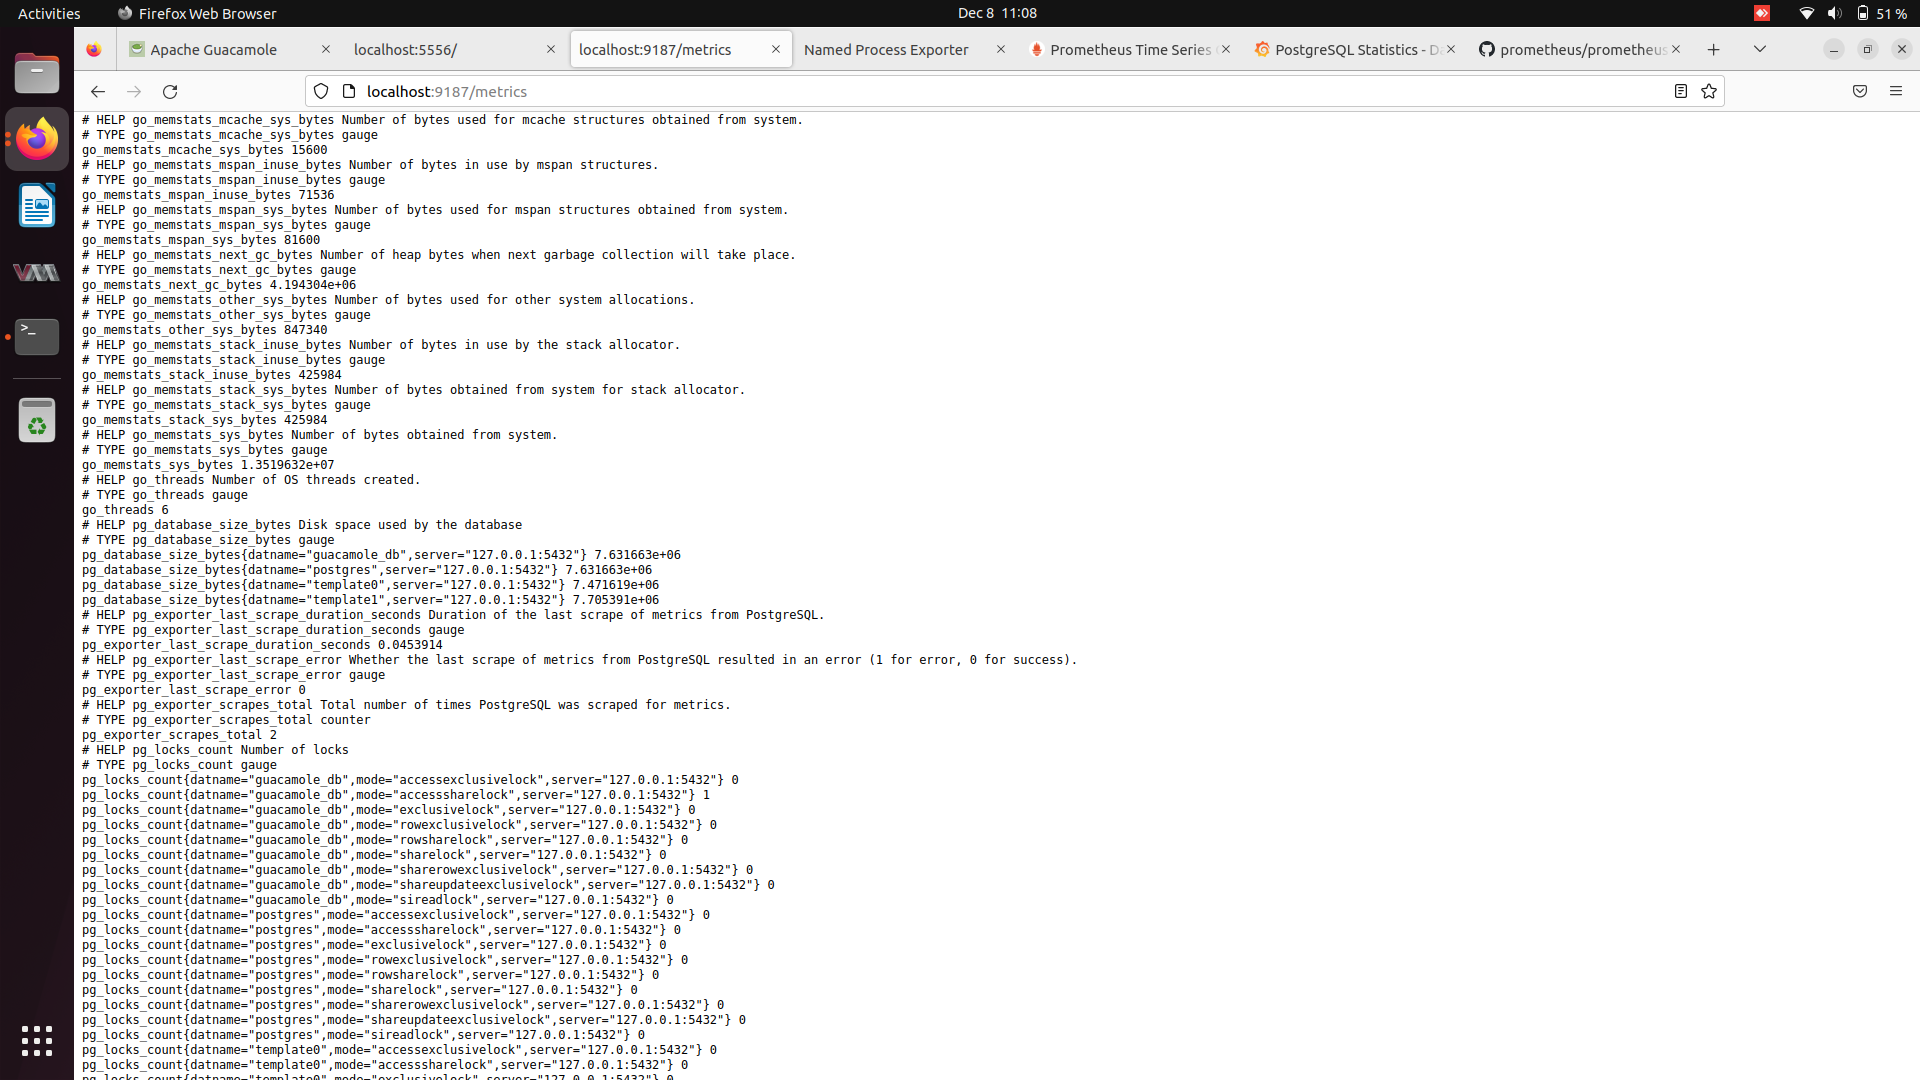 Activities
Firefox Web Browser
Dec 8 11:08
51 %
Apache Guacamole
localhost:5556/
localhost:9187/metrics
Named Process Exporter
Prometheus Time Series
PostgreSQL Statistics - Da
prometheus/prometheus
localhost:9187/metrics
# HELP go_memstats_mcache_sys_bytes Number of bytes used for mcache structures obtained from system.
# TYPE go_memstats_mcache_sys_bytes gauge
go_memstats_mcache_sys_bytes 15600
# HELP go_memstats_mspan_inuse_bytes Number of bytes in use by mspan structures.
# TYPE go_memstats_mspan_inuse_bytes gauge
go_memstats_mspan_inuse_bytes 71536
# HELP go_memstats_mspan_sys_bytes Number of bytes used for mspan structures obtained from system.
# TYPE go_memstats_mspan_sys_bytes gauge
go_memstats_mspan_sys_bytes 81600
# HELP go_memstats_next_gc_bytes Number of heap bytes when next garbage collection will take place.
# TYPE go_memstats_next_gc_bytes gauge
go_memstats_next_gc_bytes 4.194304e+06
# HELP go_memstats_other_sys_bytes Number of bytes used for other system allocations.
# TYPE go_memstats_other_sys_bytes gauge
go_memstats_other_sys_bytes 847340
# HELP go_memstats_stack_inuse_bytes Number of bytes in use by the stack allocator.
# TYPE go_memstats_stack_inuse_bytes gauge
go_memstats_stack_inuse_bytes 425984
# HELP go_memstats_stack_sys_bytes Number of bytes obtained from system for stack allocator.
# TYPE go_memstats_stack_sys_bytes gauge
go_memstats_stack_sys_bytes 425984
# HELP go_memstats_sys_bytes Number of bytes obtained from system.
# TYPE go_memstats_sys_bytes gauge
go_memstats_sys_bytes 1.3519632e+07
# HELP go_threads Number of OS threads created.
# TYPE go_threads gauge
go_threads 6
# HELP pg_database_size_bytes Disk space used by the database
# TYPE pg_database_size_bytes gauge
pg_database_size_bytes{datname="guacamole_db",server="127.0.0.1:5432"} 7.631663e+06
pg_database_size_bytes{datname="postgres",server="127.0.0.1:5432"} 7.631663e+06
pg_database_size_bytes{datname="template0",server="127.0.0.1:5432"} 7.471619e+06
pg_database_size_bytes{datname="template1",server="127.0.0.1:5432"} 7.705391e+06
# HELP pg_exporter_last_scrape_duration_seconds Duration of the last scrape of metrics from PostgreSQL.
# TYPE pg_exporter_last_scrape_duration_seconds gauge
pg_exporter_last_scrape_duration_seconds 0.0453914
# HELP pg_exporter_last_scrape_error Whether the last scrape of metrics from PostgreSQL resulted in an error (1 for error, 0 for success).
# TYPE pg_exporter_last_scrape_error gauge
pg_exporter_last_scrape_error 0
# HELP pg_exporter_scrapes_total Total number of times PostgreSQL was scraped for metrics.
# TYPE pg_exporter_scrapes_total counter
pg_exporter_scrapes_total 2
# HELP pg_locks_count Number of locks
# TYPE pg_locks_count gauge
pg_locks_count{datname="guacamole_db",mode="accessexclusivelock",server="127.0.0.1:5432"} 0
pg_locks_count{datname="guacamole_db",mode="accesssharelock",server="127.0.0.1:5432"} 1
pg_locks_count{datname="guacamole_db",mode="exclusivelock",server="127.0.0.1:5432"} 0
pg_locks_count{datname="guacamole_db",mode="rowexclusivelock",server="127.0.0.1:5432"} 0
pg_locks_count{datname="guacamole_db",mode="rowsharelock",server="127.0.0.1:5432"} 0
pg_locks_count{datname="guacamole_db",mode="sharelock",server="127.0.0.1:5432"} 0
pg_locks_count{datname="guacamole_db",mode="sharerowexclusivelock",server="127.0.0.1:5432"} 0
pg_locks_count{datname="guacamole_db",mode="shareupdateexclusivelock",server="127.0.0.1:5432"} 0
pg_locks_count{datname="guacamole_db",mode="sireadlock",server="127.0.0.1:5432"} 0
pg_locks_count{datname="postgres",mode="accessexclusivelock",server="127.0.0.1:5432"} 0
pg_locks_count{datname="postgres",mode="accesssharelock",server="127.0.0.1:5432"} 0
pg_locks_count{datname="postgres",mode="exclusivelock",server="127.0.0.1:5432"} 0
pg_locks_count{datname="postgres",mode="rowexclusivelock",server="127.0.0.1:5432"} 0
pg_locks_count{datname="postgres",mode="rowsharelock",server="127.0.0.1:5432"} 0
pg_locks_count{datname="postgres",mode="sharelock",server="127.0.0.1:5432"} 0
pg_locks_count{datname="postgres",mode="sharerowexclusivelock",server="127.0.0.1:5432"} 0
pg_locks_count{datname="postgres",mode="shareupdateexclusivelock",server="127.0.0.1:5432"} 0
pg_locks_count{datname="postgres",mode="sireadlock",server="127.0.0.1:5432"} 0
pg_locks_count{datname="template0",mode="accessexclusivelock",server="127.0.0.1:5432"} 0
pg_locks_count{datname="template0",mode="accesssharelock",server="127.0.0.1:5432"} 0
pg_locks_count{datname="template0",mode="exclusivelock",server="127.0.0.1:5432"} 0